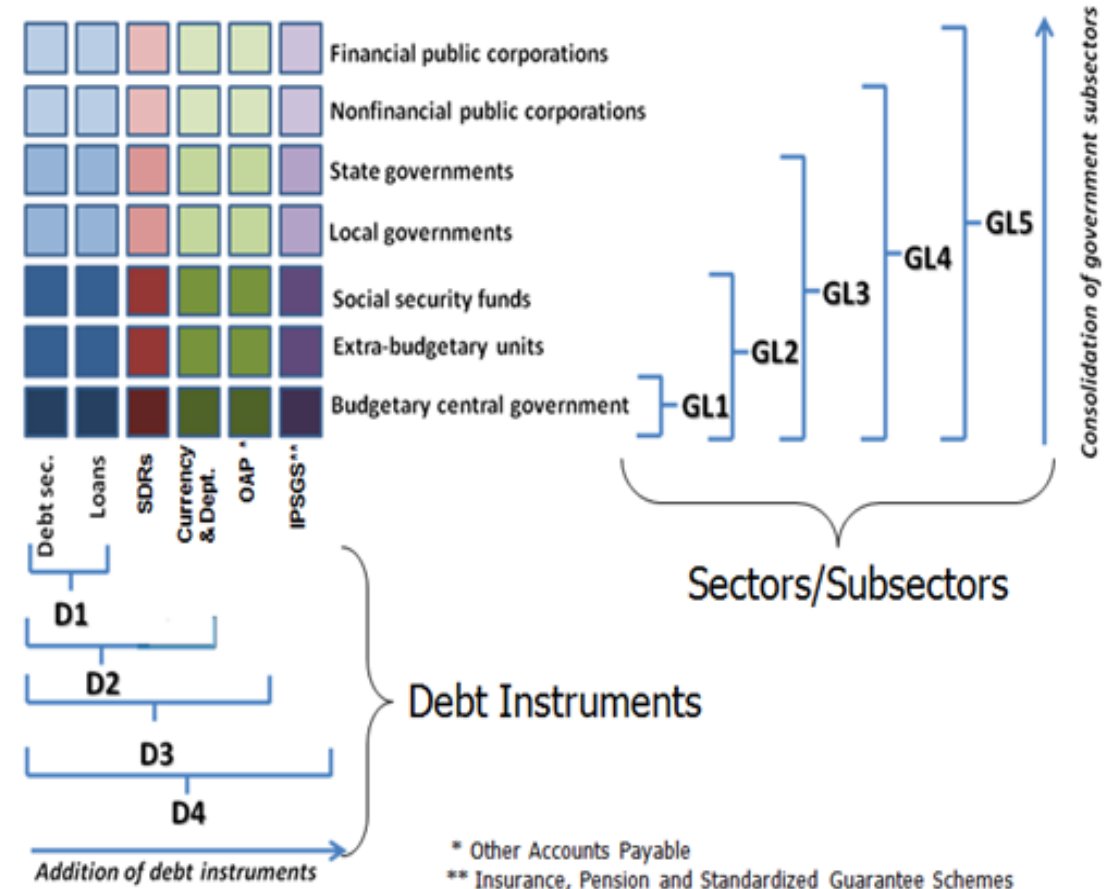 Financial public corporations
Nonfinancial public corporations
State governments
Local governments
Social security funds
Extra-budgetary units
Budgetary central government
GL1
GL2
GL3
GL4
GL5
Consolidation of government subsectors
Debt sec.
Loans
SDRs
Currency
& Dept.
OAP *
IPSGS**
Sectors/Subsectors
D1
D2
D3
D4
Debt Instruments
Addition of debt instruments
* Other Accounts Payable
** Insurance, Pension and Standardized Guarantee Schemes